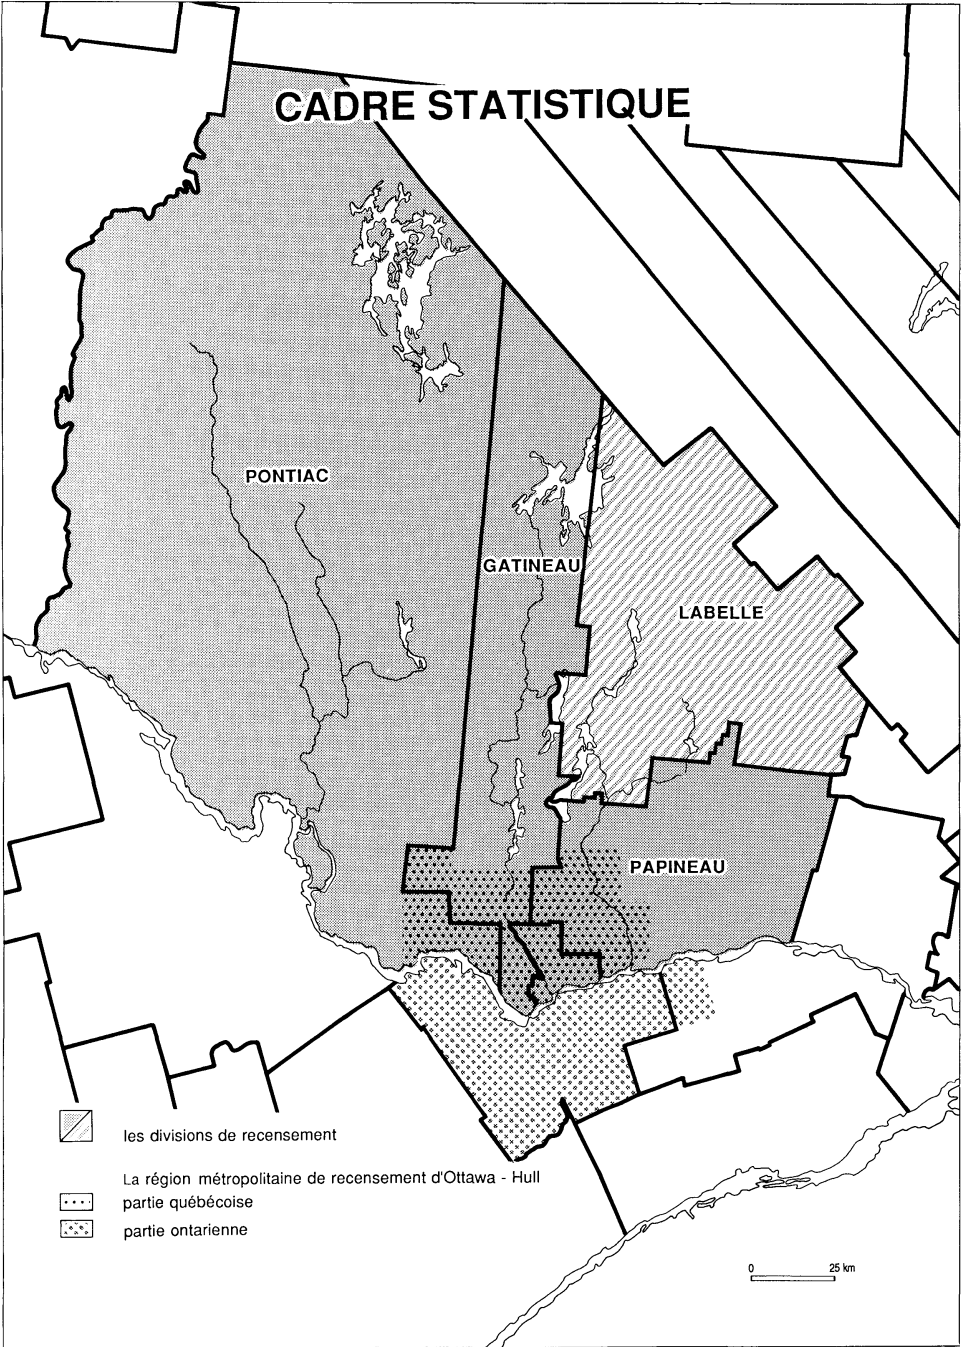 CADRE STATISTIQUE
PONTIAC
GATINEAU
LABELLE
PAPINEAU
les divisions de recensement
La région métropolitaine de recensement d'Ottawa - Hull
partie québécoise
partie ontarienne
0 25 km